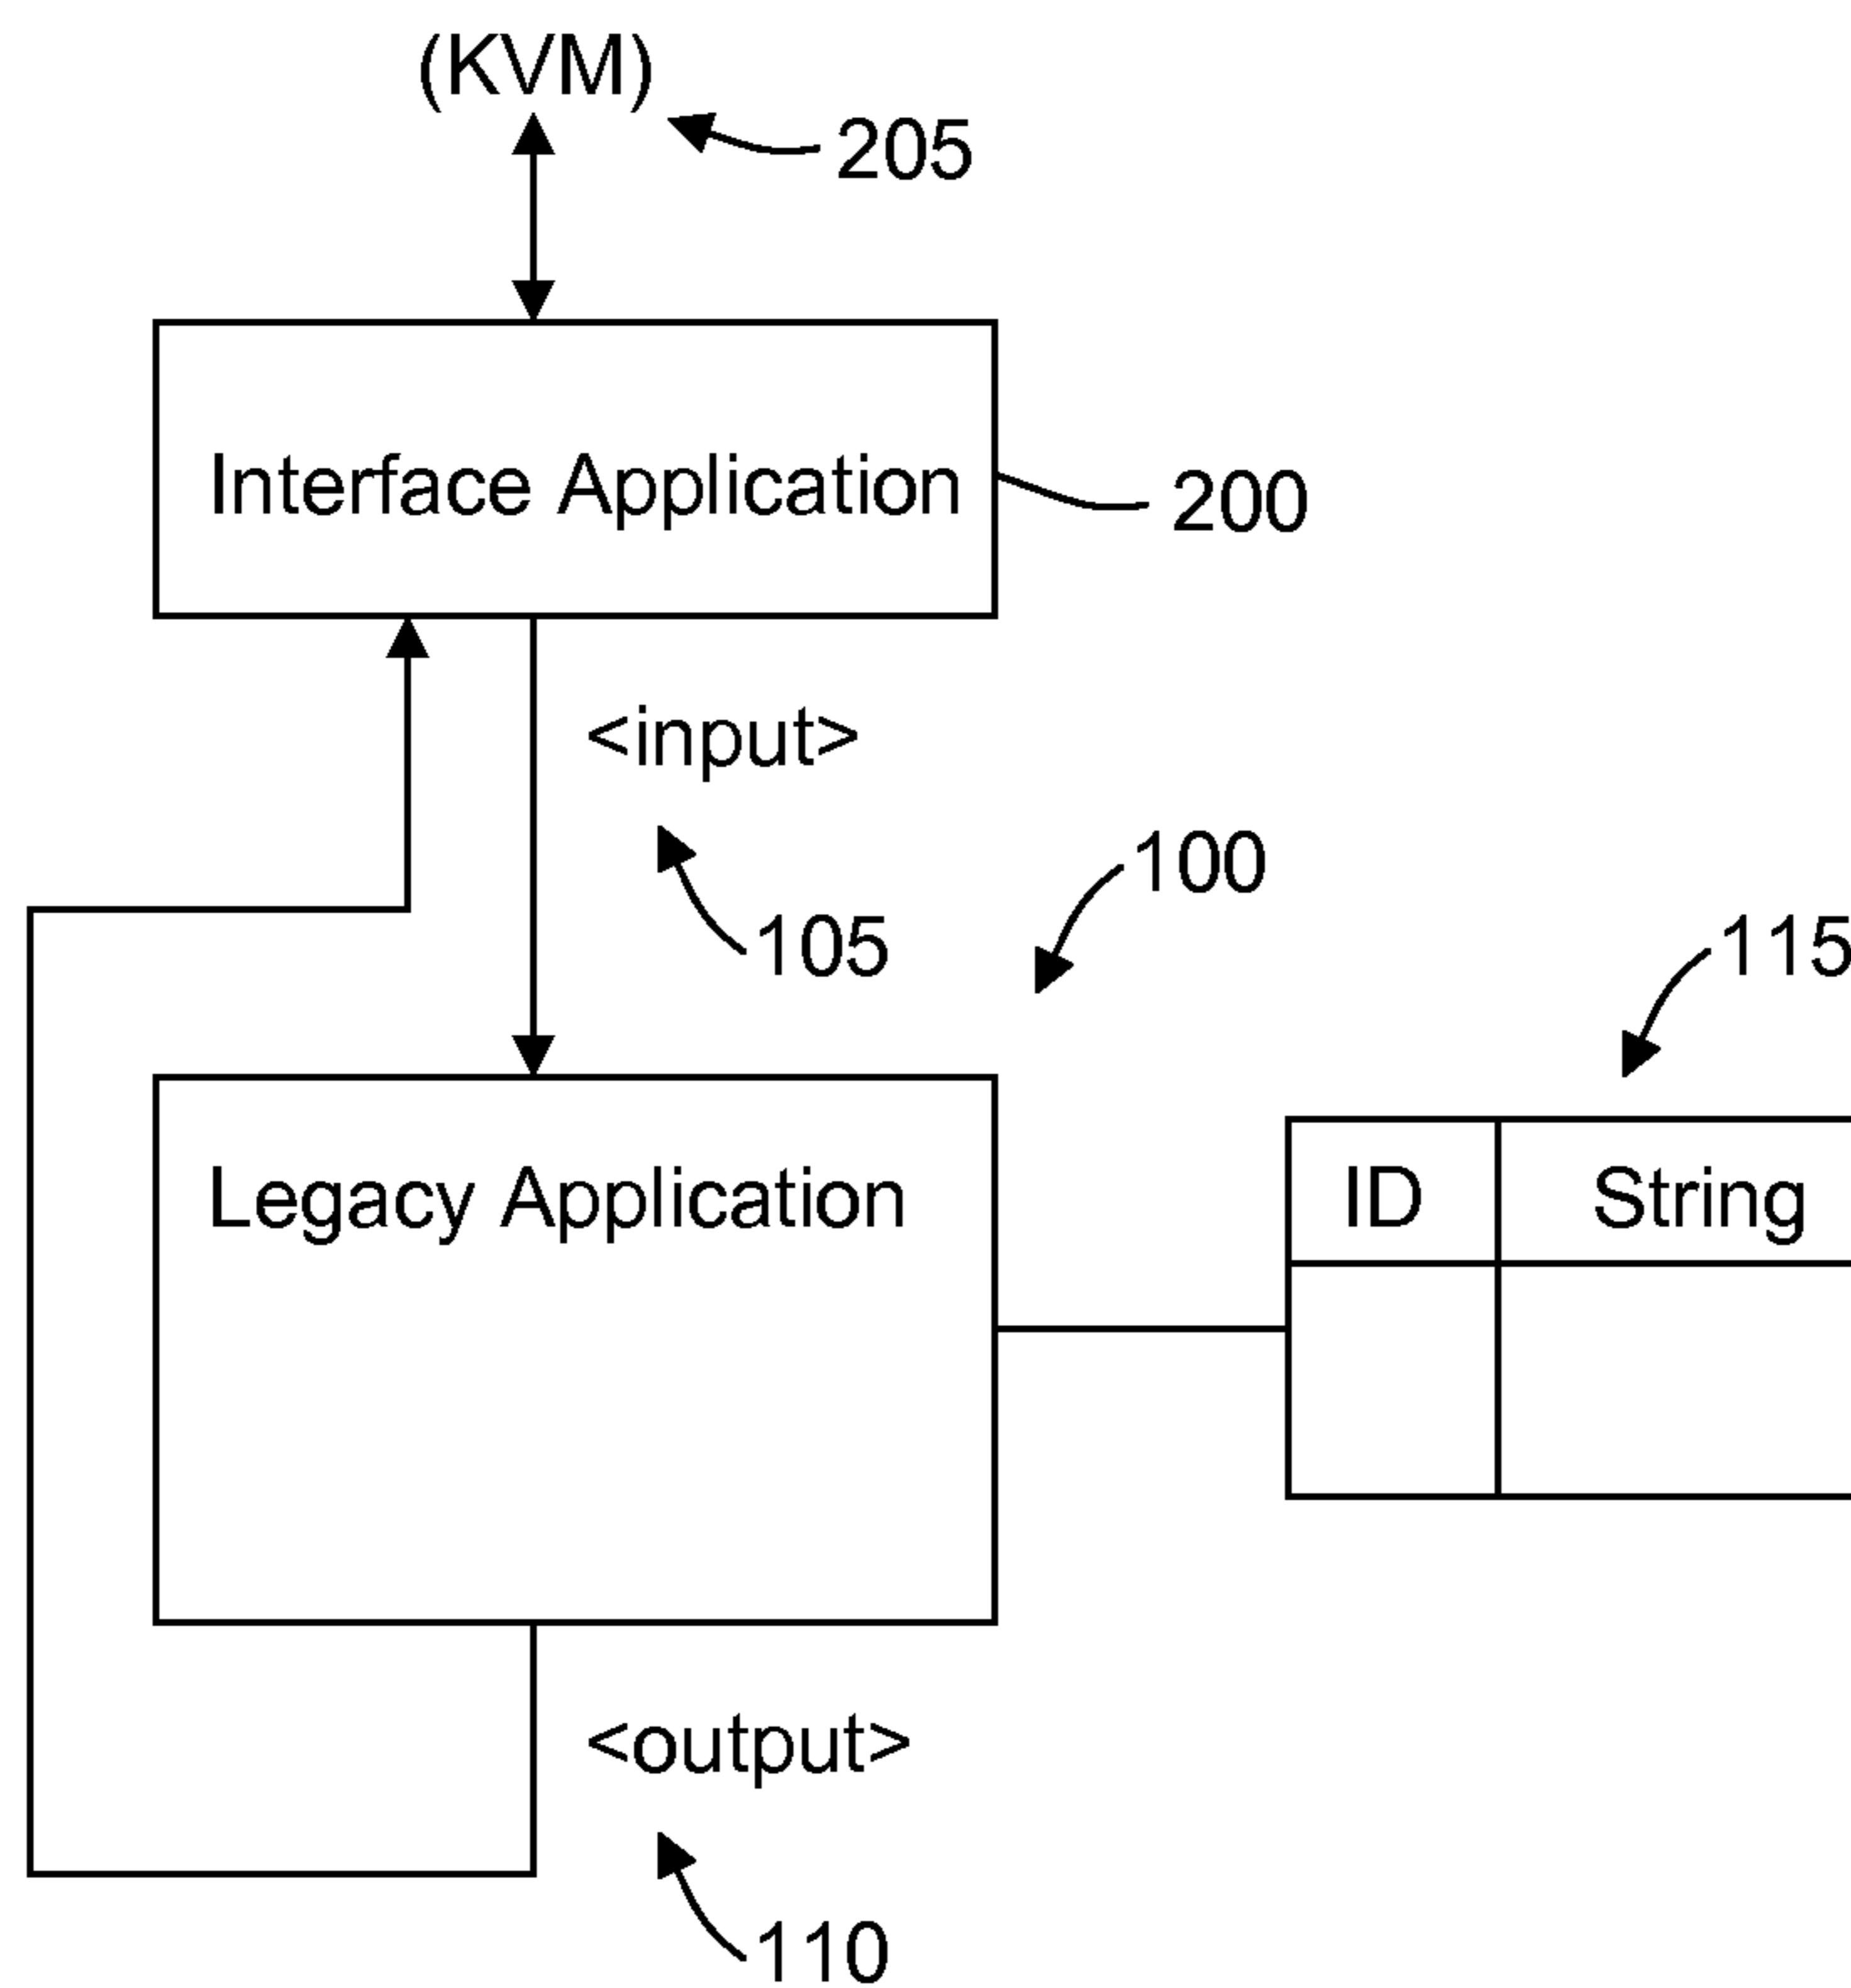 (KVM)
205
Interface Application
200
<input>
105
100
115
Legacy Application
ID String
<output>
110